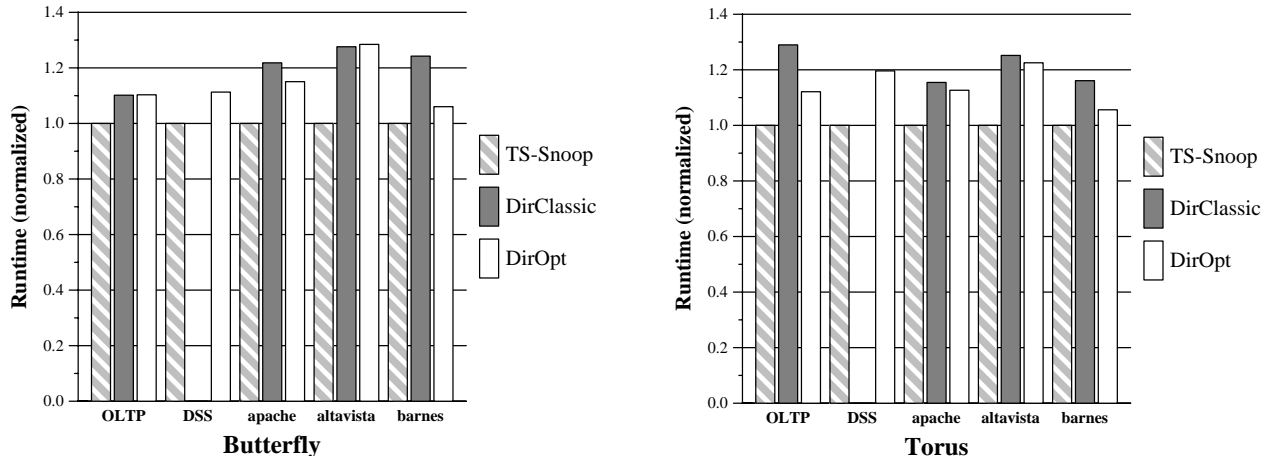 1.4
1.2
1.0
0.8
0.6
0.4
0.2
0.0
Runtime (normalized)
OLTP DSS apache altavista barnes
Butterfly
TS-Snoop
DirClassic
DirOpt
1.4
1.2
1.0
0.8
0.6
0.4
0.2
0.0
Runtime (normalized)
OLTP DSS apache altavista barnes
Torus
TS-Snoop
DirClassic
DirOpt